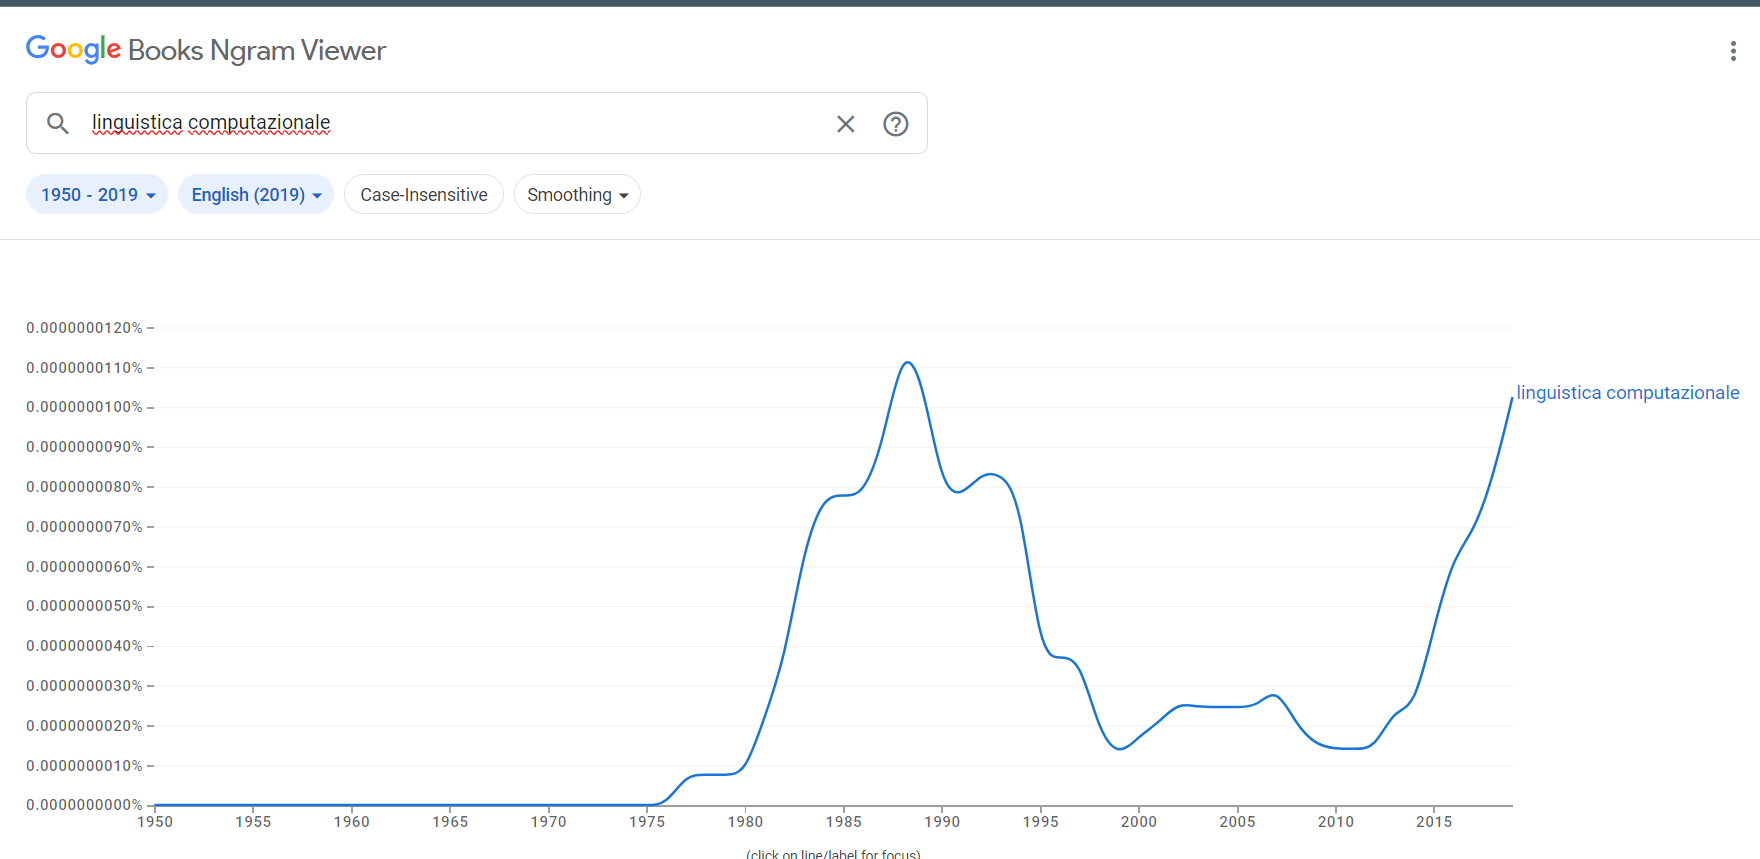 Google Books Ngram Viewer
linguistica computazionale
1950 - 2019 English (2019) Case-Insensitive Smoothing
0.0000000120%
0.0000000110%
linguistica computazionale
0.0000000100%
0.0000000090%
0.0000000080%
0.0000000070%
0.0000000060%
0.0000000050%
0.0000000040%
0.0000000030%
0.0000000020%
0.0000000010%
0.0000000000%
1950 1955 1960 1965 1970 1975 1980 1985 1990 1995 2000 2005 2010 2015
(click on line/label for focus)